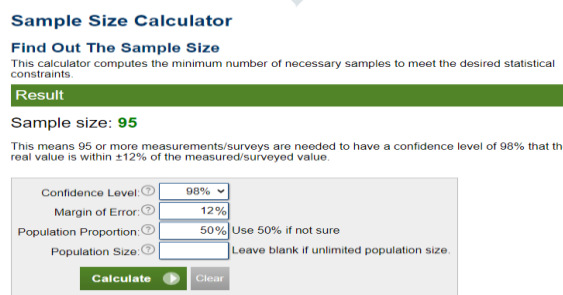 Sample Size Calculator
Find Out The Sample Size
This calculator computes the minimum number of necessary samples to meet the desired statistical
constraints.
Result
Sample size: 95
This means 95 or more measurements/surveys are needed to have a confidence level of 98% that th
real value is within ±12% of the measured/surveyed value.
Confidence Level: ? 98%
Margin of Error: ? 12%
Population Proportion: ? 50% Use 50% if not sure
Population Size: ? Leave blank if unlimited population size.
Calculate Clear